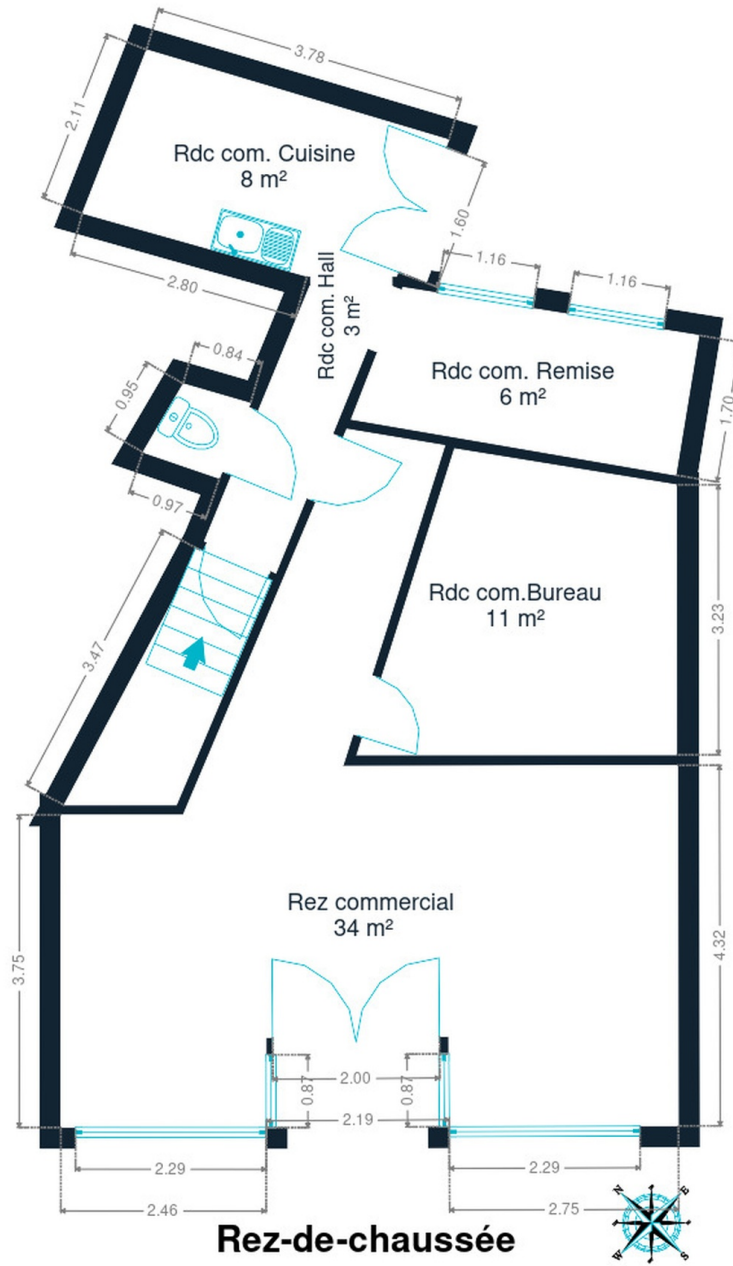 3.78
2.11
Rdc com. Cuisine
8 m²
1.60
1.16
1.16
2.80
Rdc com. Hall
3 m²
0.84
0.95
Rdc com. Remise
6 m²
1.70
0.97
3.47
Rdc com.Bureau
11 m²
3.23
Rez commercial
34 m²
3.75
4.32
0.87
2.00
0.87
2.19
2.29
2.29
2.46
2.75
N
E
W
S
Rez-de-chaussée